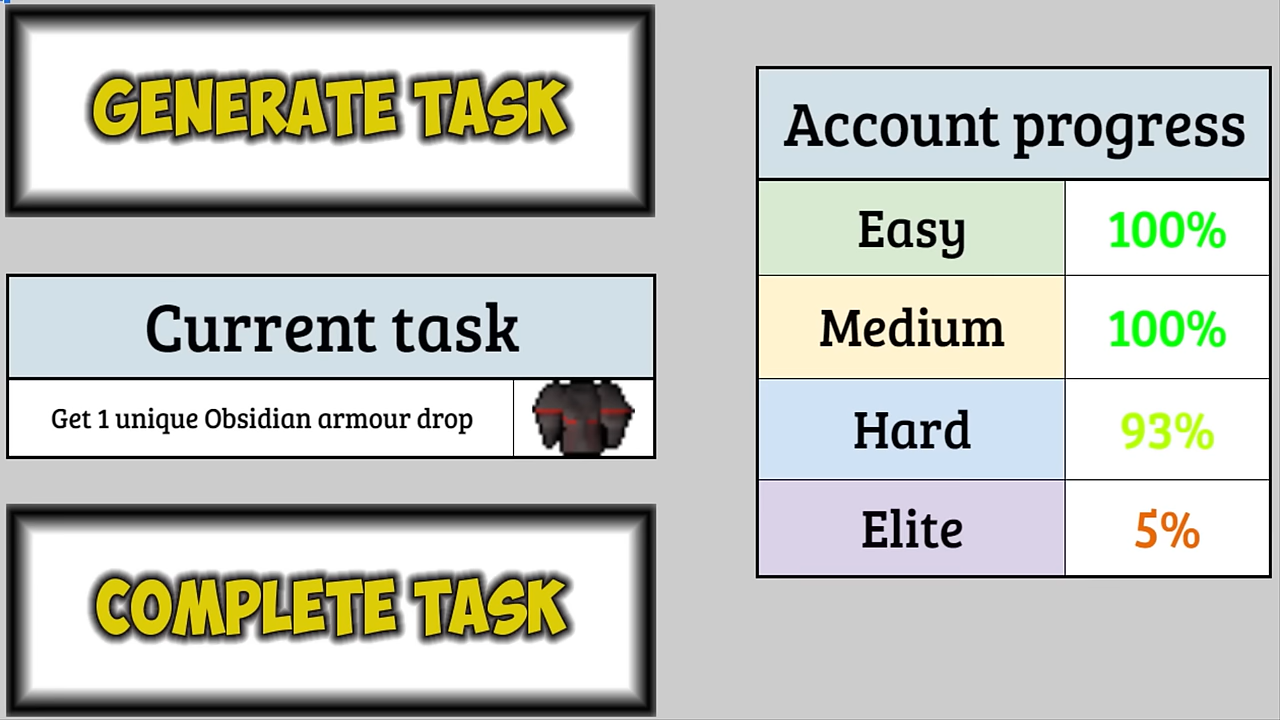 GENERATE TASK
Current task
Get 1 unique Obsidian armour drop
COMPLETE TASK
Account progress
Easy 100%
Medium 100%
Hard 93%
Elite 5%